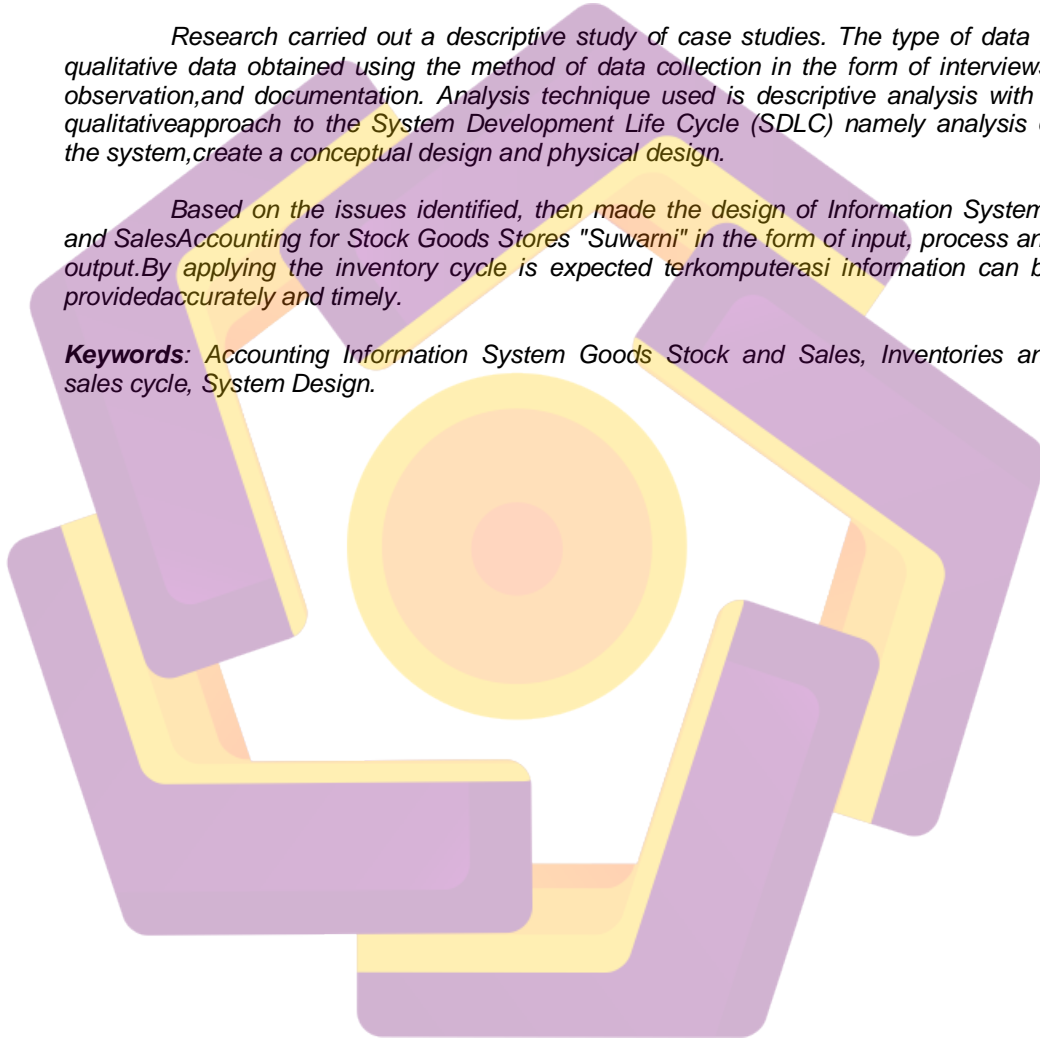 Research carried out a descriptive study of case studies. The type of data
qualitative data obtained using the method of data collection in the form of interviews
observation,and documentation. Analysis technique used is descriptive analysis with
qualitativeapproach to the System Development Life Cycle (SDLC) namely analysis
the system,create a conceptual design and physical design.
Based on the issues identified, then made the design of Information System
and SalesAccounting for Stock Goods Stores "Suwarni" in the form of input, process an
output.By applying the inventory cycle is expected terkomputerasi information can b
providedaccurately and timely.
Keywords: Accounting Information System Goods Stock and Sales, Inventories an
sales cycle, System Design.